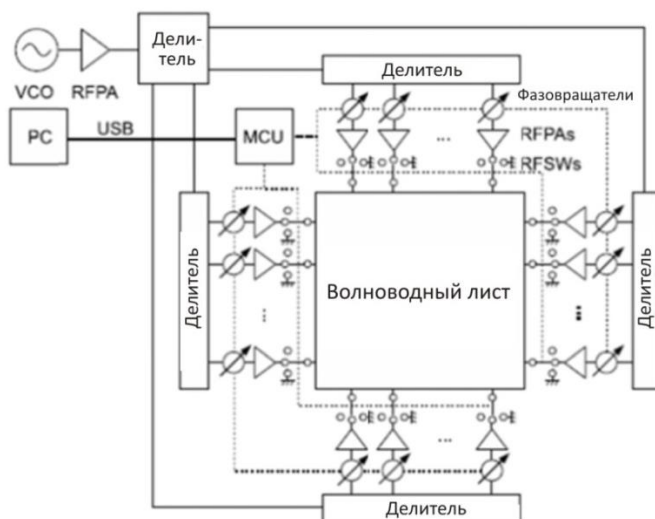 Дели-
тель
VCO
RFPA
Делитель
Фазовращатели
PC
USB
MCU
...
RFPAs
RFSWs
Делитель
Волноводный лист
Делитель
...
...
...
Делитель